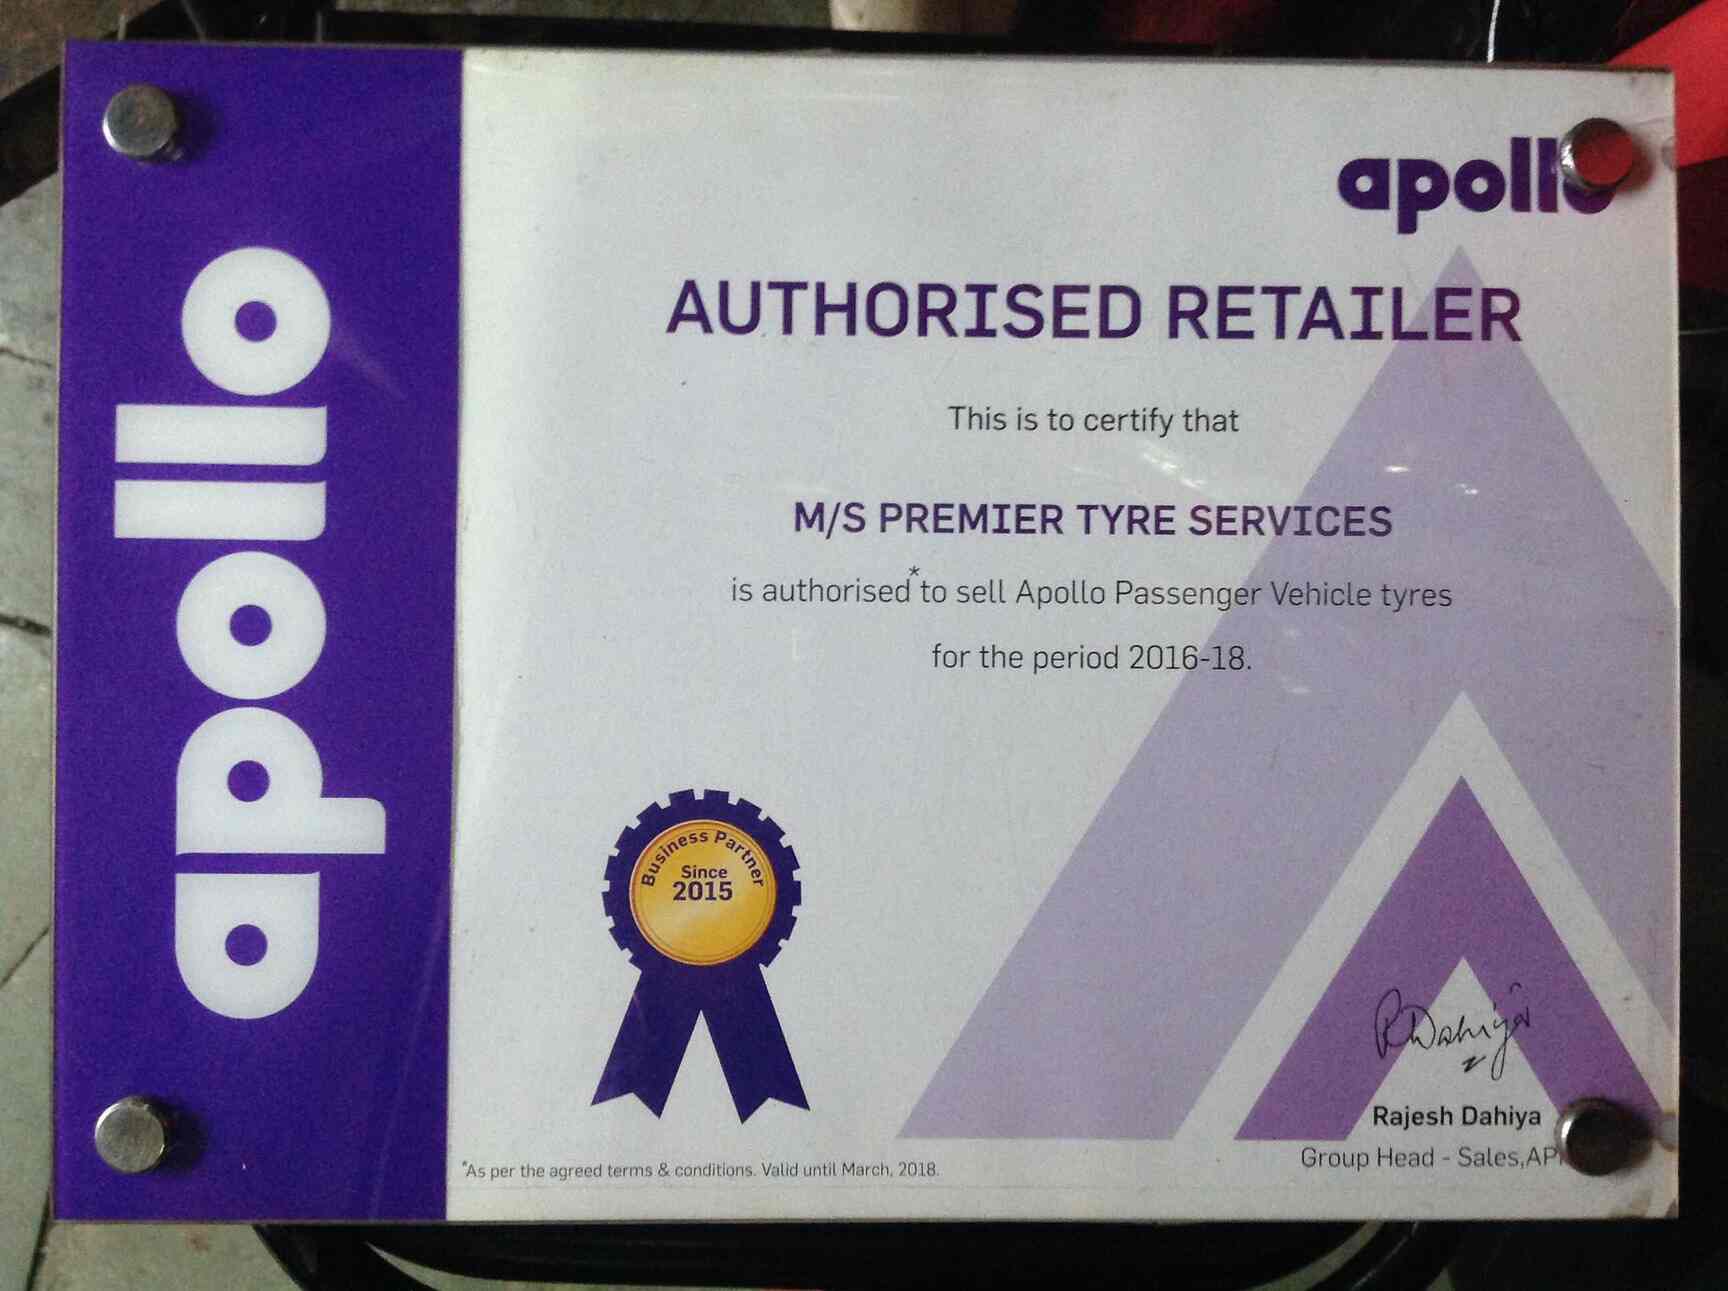 apollo
apollo
AUTHORISED RETAILER
This is to certify that
M/S PREMIER TYRE SERVICES
is authorised* to sell Apollo Passenger Vehicle tyres
for the period 2016-18.
Business Partner
Since
2015
RDahiya
Rajesh Dahiya
Group Head - Sales,
*As per the agreed terms & conditions. Valid until March, 2018.